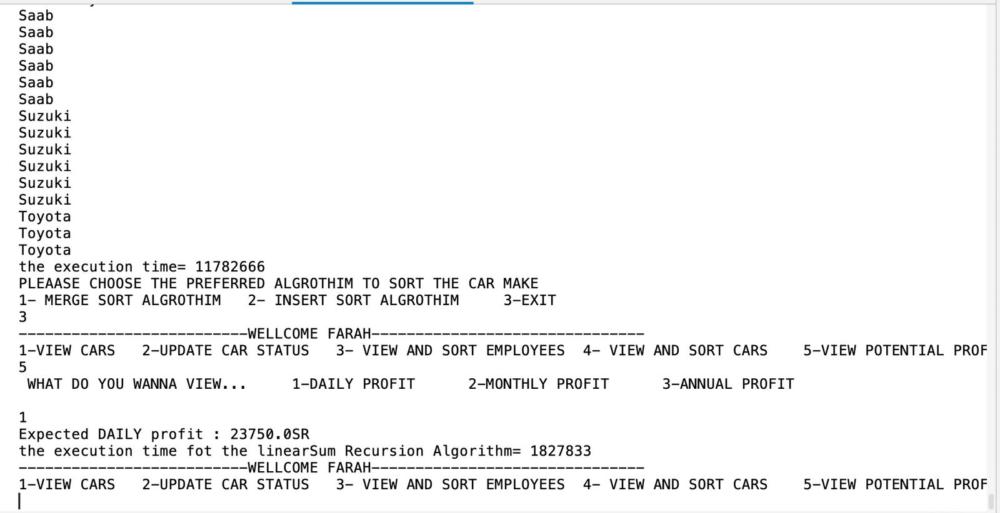 Saab
Saab
Saab
Saab
Saab
Saab
Suzuki
Suzuki
Suzuki
Suzuki
Suzuki
Suzuki
Toyota
Toyota
Toyota
the execution time= 11782666
PLEAASE CHOOSE THE PREFERRED ALGROTHIM TO SORT THE CAR MAKE
1- MERGE SORT ALGROTHIM   2- INSERT SORT ALGROTHIM     3-EXIT
3
--------------------------WELLCOME FARAH-------------------------------
1-VIEW CARS   2-UPDATE CAR STATUS   3- VIEW AND SORT EMPLOYEES  4- VIEW AND SORT CARS    5-VIEW POTENTIAL PROF
5
 WHAT DO YOU WANNA VIEW...     1-DAILY PROFIT      2-MONTHLY PROFIT      3-ANNUAL PROFIT
1
Expected DAILY profit : 23750.0SR
the execution time fot the linearSum Recursion Algorithm= 1827833
--------------------------WELLCOME FARAH-------------------------------
1-VIEW CARS   2-UPDATE CAR STATUS   3- VIEW AND SORT EMPLOYEES  4- VIEW AND SORT CARS    5-VIEW POTENTIAL PROF